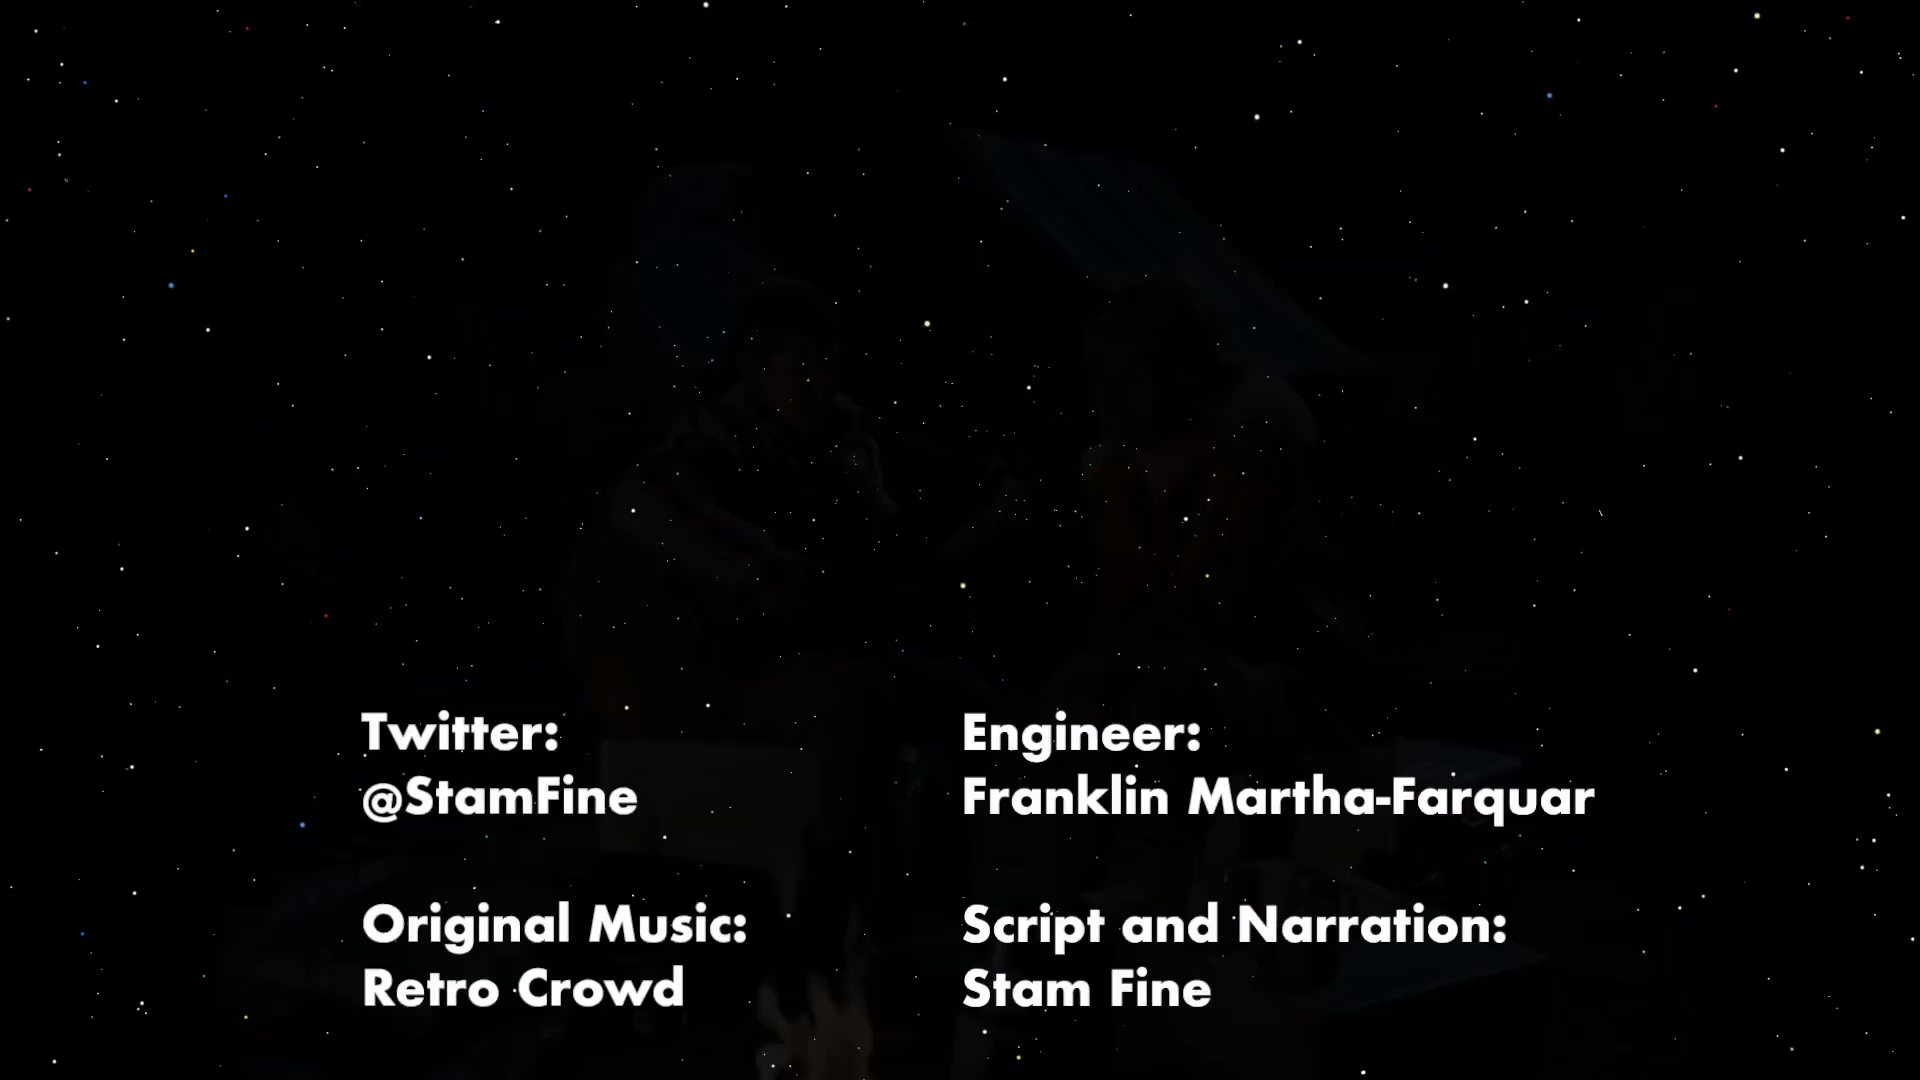 Twitter:
@StamFine
Original Music:
Retro Crowd
Engineer:
Franklin Martha-Farquar
Script and Narration:
Stam Fine